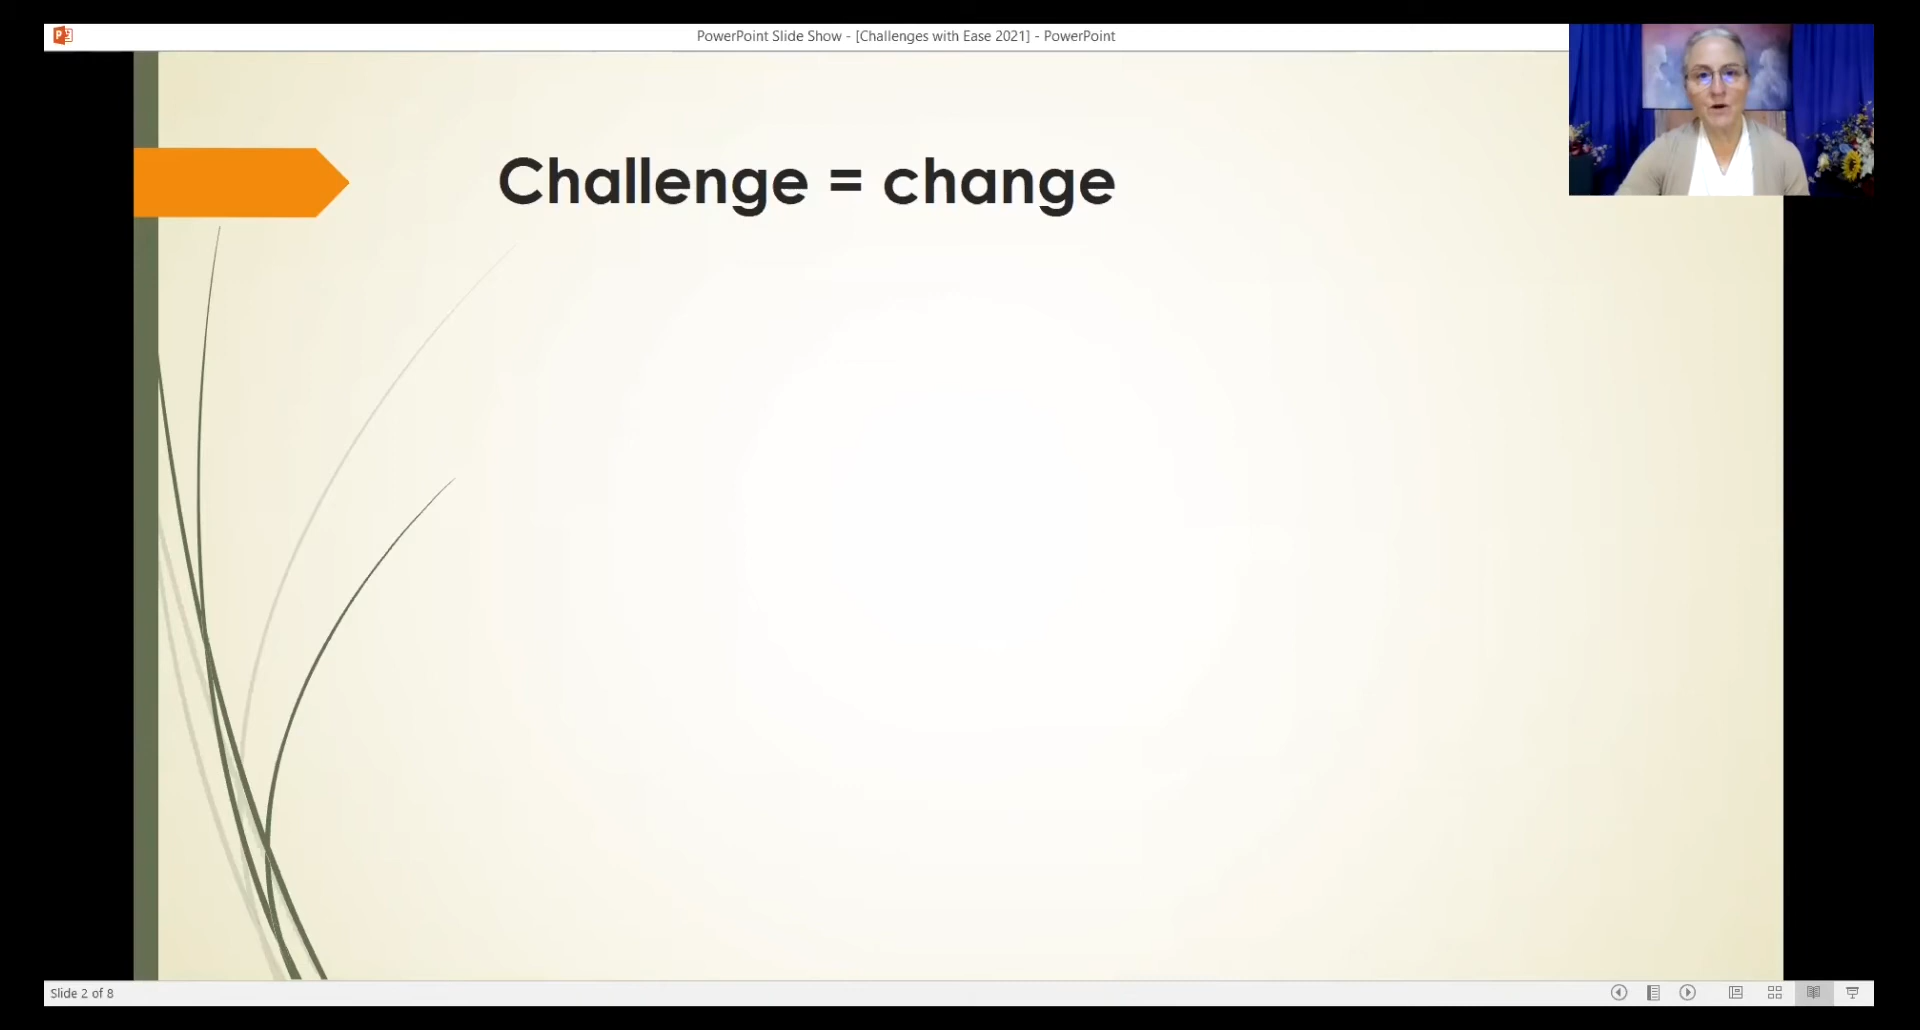 PowerPoint Slide Show - [Challenges with Ease 2021] - PowerPoint
Challenge = change
Slide 2 of 8